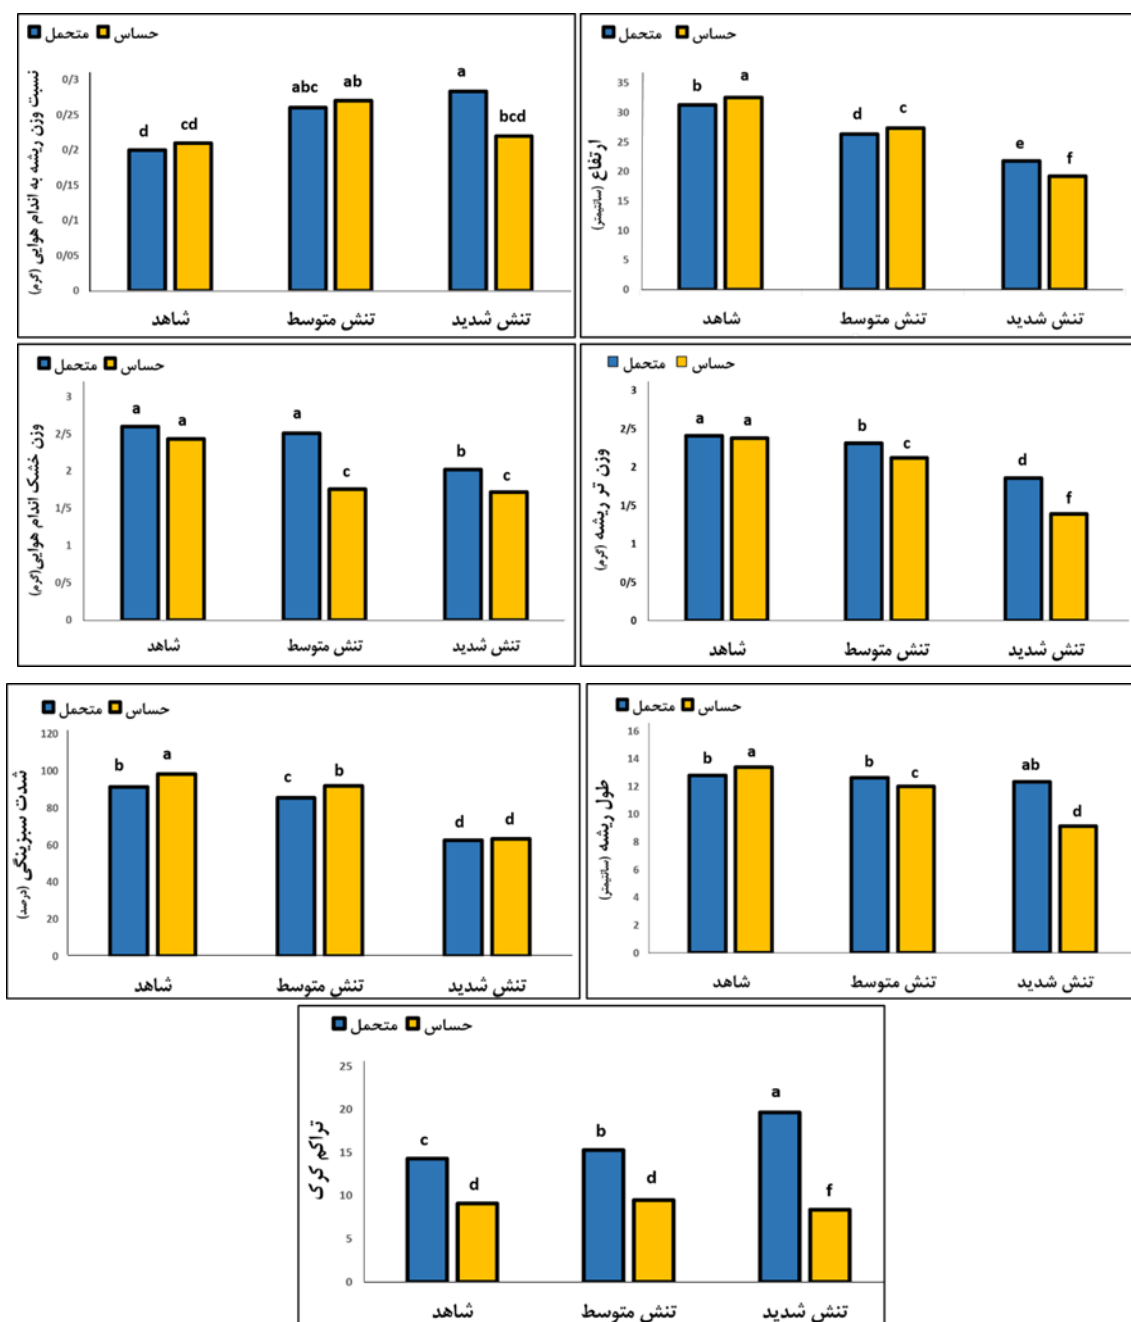 متحمل حساس
نسبت وزن ریشه به اندام هوایی (گرم)
0/3
0/25
0/2
0/15
0/1
0/05
0
d cd abc ab a bcd
شاهد تنش متوسط تنش شدید
متحمل حساس
ارتفاع (سانتیمتر)
35
30
25
20
15
10
5
0
b a d c e f
شاهد تنش متوسط تنش شدید
متحمل حساس
وزن خشک اندام هوایی(گرم)
3
2/5
2
1/5
1
0/5
0
a a a c b c
شاهد تنش متوسط تنش شدید
متحمل حساس
وزن تر ریشه (گرم)
3
2/5
2
1/5
1
0/5
0
a a b c d f
شاهد تنش متوسط تنش شدید
متحمل حساس
شدت سبزینگی (درصد)
120
100
80
60
40
20
0
b a c b d d
شاهد تنش متوسط تنش شدید
متحمل حساس
طول ریشه (سانتیمتر)
16
14
12
10
8
6
4
2
0
b a b c ab d
شاهد تنش متوسط تنش شدید
متحمل حساس
تراکم کرک
25
20
15
10
5
0
c d b d a f
شاهد تنش متوسط تنش شدید